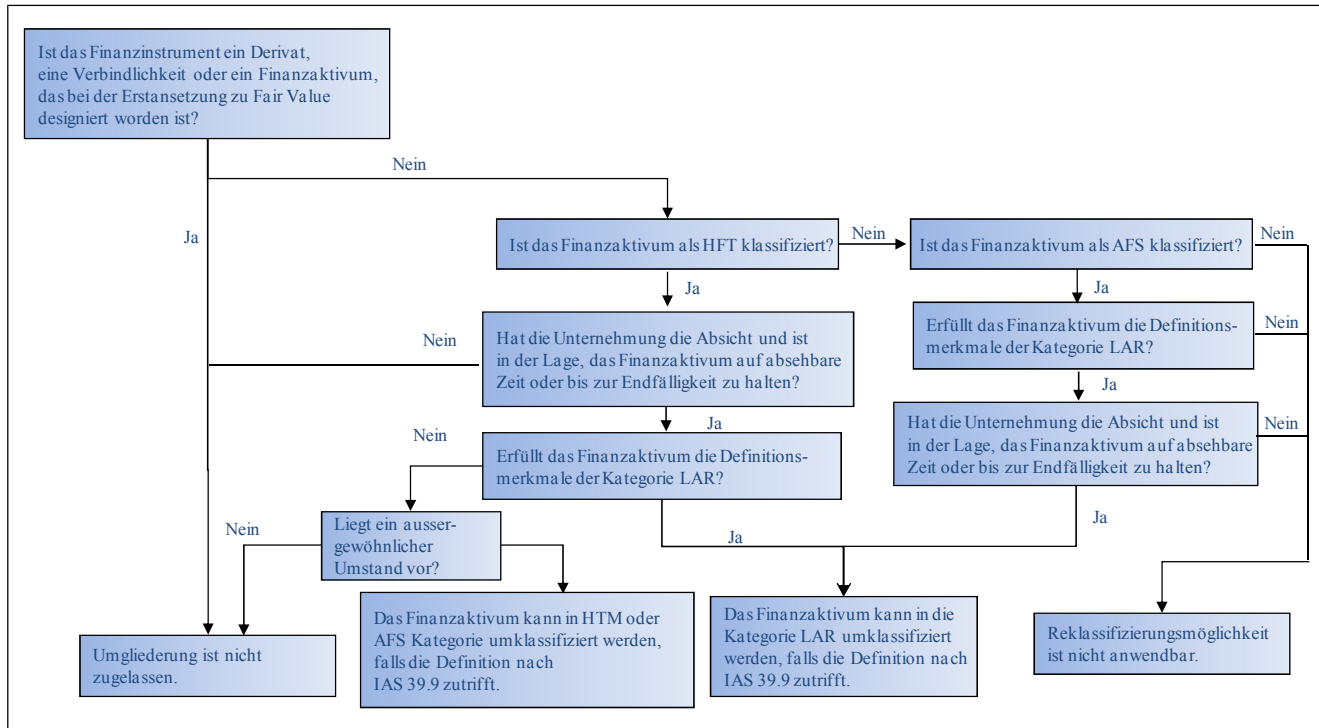 Ist das Finanzinstrument ein Derivat,
eine Verbindlichkeit oder ein Finanzaktivum,
das bei der Erstansetzung zu Fair Value
designiert worden ist?
Nein
Ja
Ist das Finanzaktivum als HFT klassifiziert?
Nein
Ist das Finanzaktivum als AFS klassifiziert?
Nein
Ja
Ja
Nein
Hat die Unternehmung die Absicht und ist
in der Lage, das Finanzaktivum auf absehbare
Zeit oder bis zur Endfälligkeit zu halten?
Erfüllt das Finanzaktivum die Definitions-
merkmale der Kategorie LAR?
Nein
Ja
Ja
Nein
Erfüllt das Finanzaktivum die Definitions-
merkmale der Kategorie LAR?
Hat die Unternehmung die Absicht und ist
in der Lage, das Finanzaktivum auf absehbare
Zeit oder bis zur Endfälligkeit zu halten?
Nein
Nein
Liegt ein ausser-
gewöhnlicher
Umstand vor?
Ja
Ja
Umgliederung ist nicht
zugelassen.
Das Finanzaktivum kann in HTM oder
AFS Kategorie umklassifiziert werden,
falls die Definition nach
IAS 39.9 zutrifft.
Das Finanzaktivum kann in die
Kategorie LAR umklassifiziert
werden, falls die Definition nach
IAS 39.9 zutrifft.
Reklassifizierungsmöglichkeit
ist nicht anwendbar.